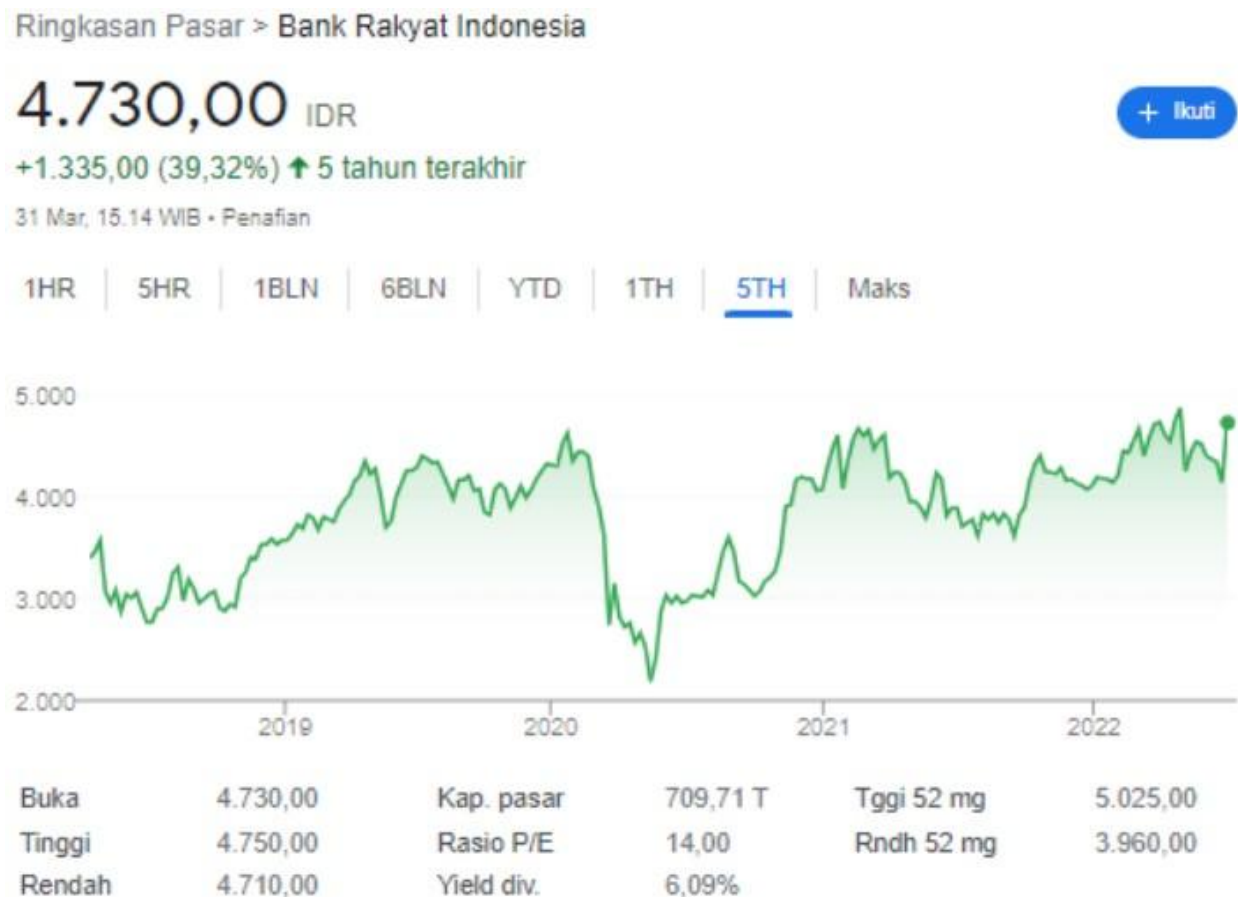 Ringkasan Pasar > Bank Rakyat Indonesia
4.730,00 IDR
+ Ikuti
+1.335,00 (39,32%) ↑ 5 tahun terakhir
31 Mar, 15.14 WIB • Penafian
1HR 5HR 1BLN 6BLN YTD 1TH 5TH Maks
5.000
4.000
3.000
2.000
2019 2020 2021 2022
Buka 4.730,00 Kap. pasar 709,71 T Tggi 52 mg 5.025,00
Tinggi 4.750,00 Rasio P/E 14,00 Rndh 52 mg 3.960,00
Rendah 4.710,00 Yield div. 6,09%